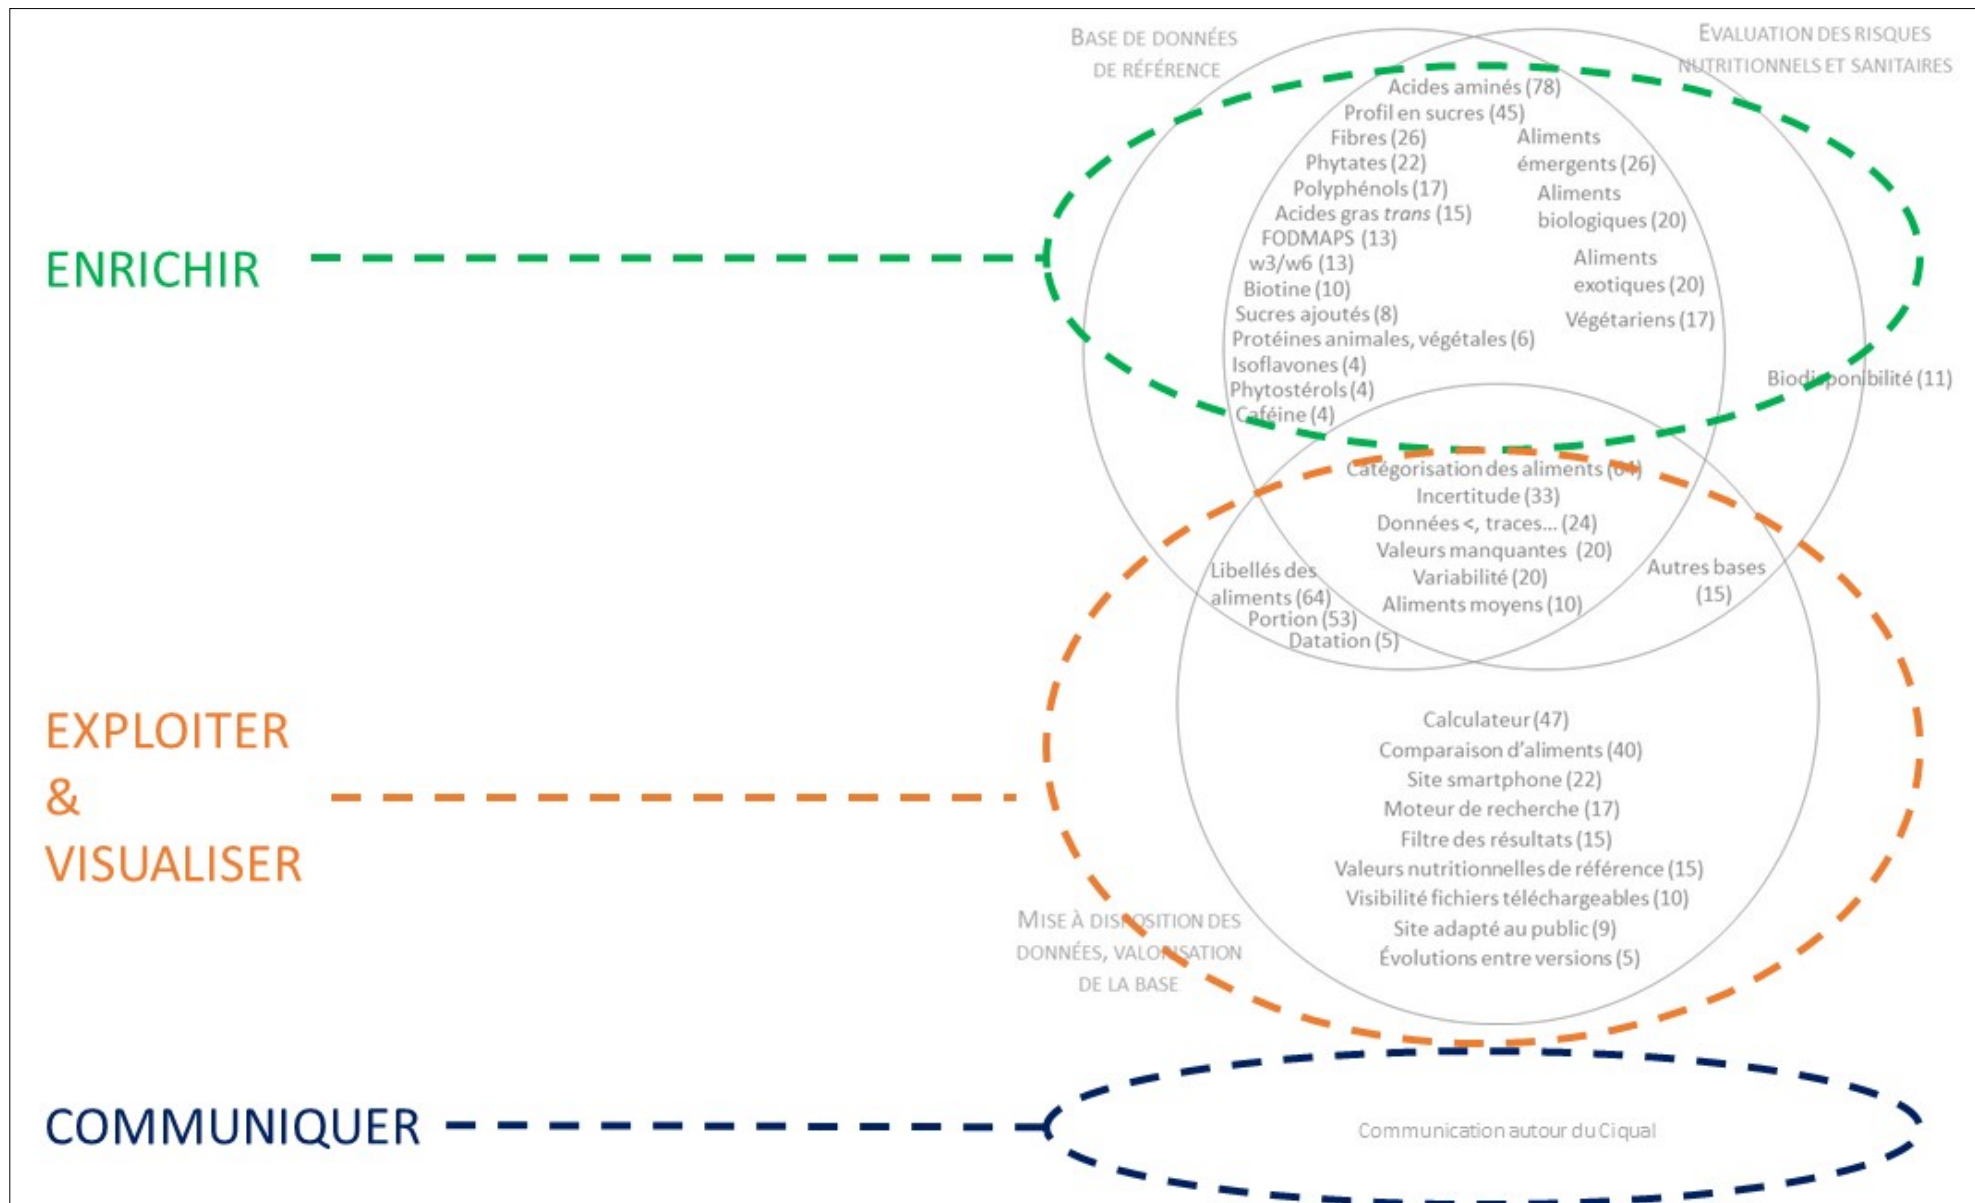 BASE DE DONNÉES
DE RÉFÉRENCE
EVALUATION DES RISQUES
NUTRITIONNELS ET SANITAIRES
ENRICHIR
Acides aminés (78)
Profil en sucres (45)
Fibres (26)
Phytates (22)
Polyphénols (17)
Acides gras trans (15)
FODMAPS (13)
w3/w6 (13)
Biotine (10)
Sucres ajoutés (8)
Protéines animales, végétales (6)
Isoflavones (4)
Phytostérols (4)
Caféine (4)
Aliments
émergents (26)
Aliments
biologiques (20)
Aliments
exotiques (20)
Végétariens (17)
Biodisponibilité (11)
EXPLOITER
&
VISUALISER
Catégorisation des aliments (64)
Incertitude (33)
Données <, traces... (24)
Valeurs manquantes (20)
Variabilité (20)
Aliments moyens (10)
Libellés des
aliments (64)
Portion (53)
Datation (5)
Autres bases
(15)
Calculateur (47)
Comparaison d'aliments (40)
Site smartphone (22)
Moteur de recherche (17)
Filtre des résultats (15)
Valeurs nutritionnelles de référence (15)
Visibilité fichiers téléchargeables (10)
Site adapté au public (9)
Évolutions entre versions (5)
MISE À DISPOSITION DES
DONNÉES, VALORISATION
DE LA BASE
COMMUNIQUER
Communication autour du Ciqual